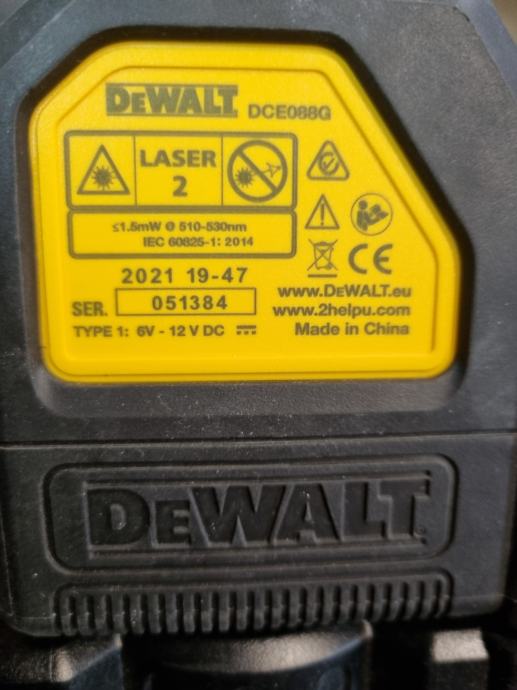 DEWALT DCE088G
LASER
2
≤1.5mW @ 510-530nm
IEC 60825-1: 2014
2021 19-47
SER. 051384
TYPE 1: 6V - 12 V DC
CE
www.DEWALT.eu
www.2helpu.com
Made in China
DEWALT